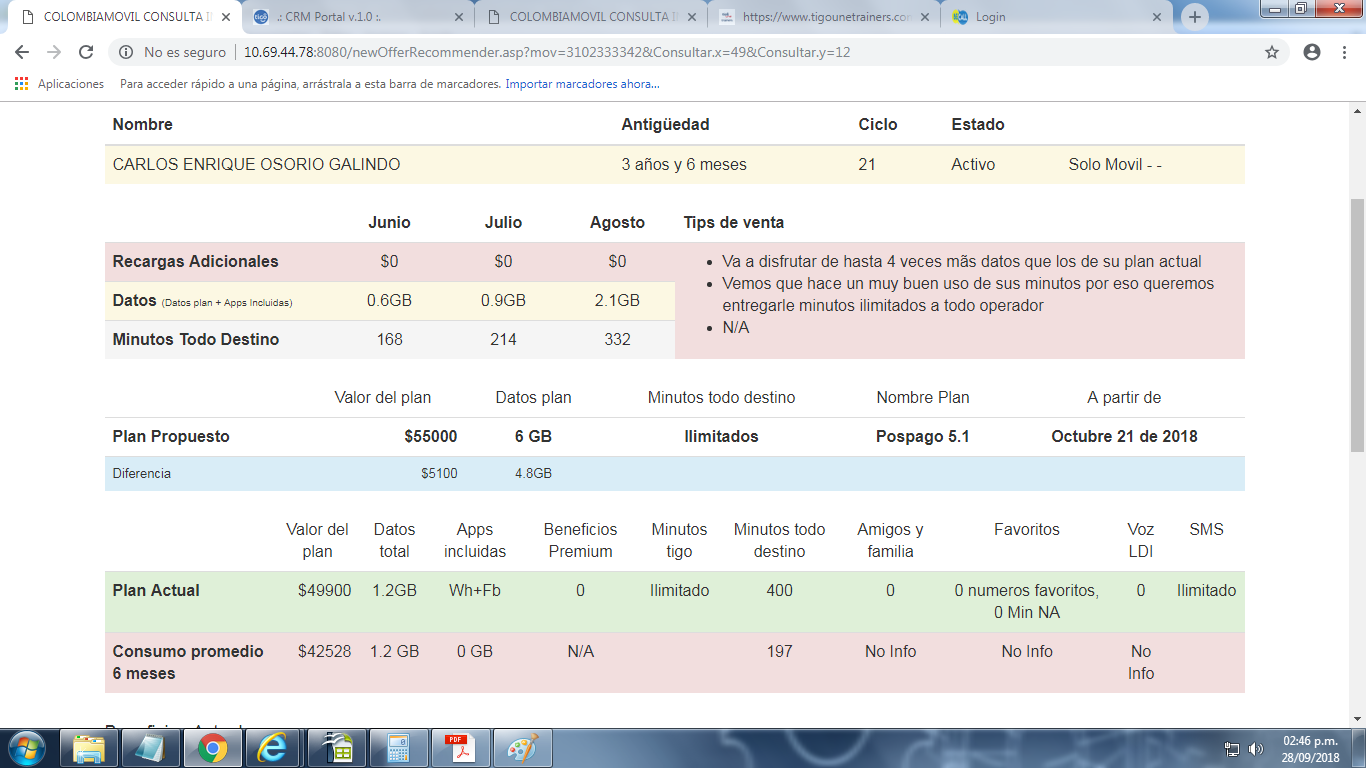 COLOMBIAMOVIL CONSULTA I
.: CRM Portal v.1.0 :.
COLOMBIAMOVIL CONSULTA I
https://www.tigounetrainers.co
Login
No es seguro
10.69.44.78:8080/newOfferRecommender.asp?mov=3102333342&Consultar.x=49&Consultar.y=12
Aplicaciones
Para acceder rápido a una página, arrástrala a esta barra de marcadores. Importar marcadores ahora...
Nombre Antigüedad Ciclo Estado
CARLOS ENRIQUE OSORIO GALINDO 3 años y 6 meses 21 Activo Solo Movil - -
Junio Julio Agosto Tips de venta
Recargas Adicionales $0 $0 $0
Va a disfrutar de hasta 4 veces mãs datos que los de su plan actual
Vemos que hace un muy buen uso de sus minutos por eso queremos
entregarle minutos ilimitados a todo operador
N/A
Datos (Datos plan + Apps Incluidas) 0.6GB 0.9GB 2.1GB
Minutos Todo Destino 168 214 332
Valor del plan Datos plan Minutos todo destino Nombre Plan A partir de
Plan Propuesto $55000 6 GB Ilimitados Pospago 5.1 Octubre 21 de 2018
Diferencia $5100 4.8GB
Valor del Datos Apps Beneficios Minutos Minutos todo Amigos y Favoritos Voz SMS
plan total incluidas Premium tigo destino familia LDI
Plan Actual $49900 1.2GB Wh+Fb 0 Ilimitado 400 0 0 numeros favoritos, 0 Ilimitado
0 Min NA
Consumo promedio $42528 1.2 GB 0 GB N/A 197 No Info No Info No
6 meses Info
PDF
02:46 p.m.
28/09/2018